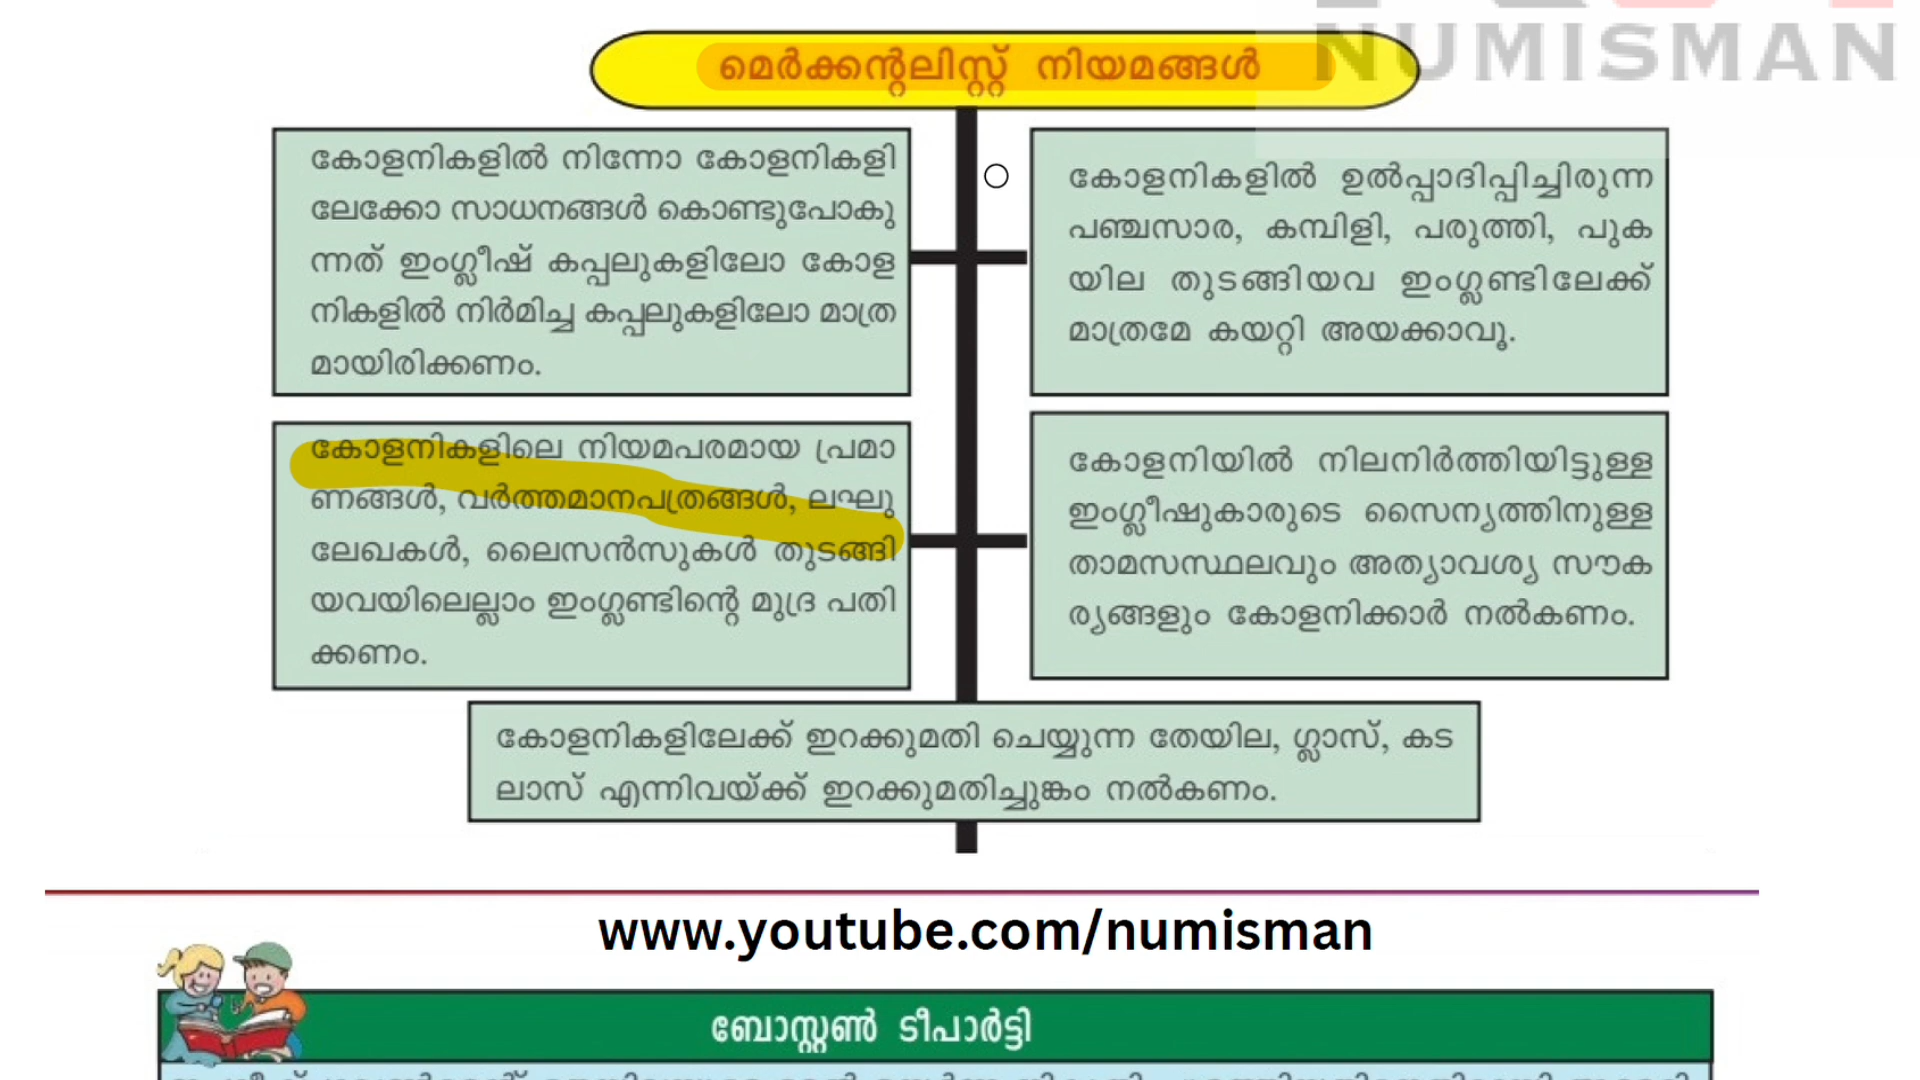 NUMISMAN
മെർക്കന്റലിസ്റ്റ് നിയമങ്ങൾ
കോളനികളിൽ നിന്നോ കോളനികളി
ലേക്കോ സാധനങ്ങൾ കൊണ്ടുപോകു
ന്നത് ഇംഗ്ലീഷ് കപ്പലുകളിലോ കോള
നികളിൽ നിർമിച്ച കപ്പലുകളിലോ മാത്ര
മായിരിക്കണം.
കോളനികളിൽ ഉൽപ്പാദിപ്പിച്ചിരുന്ന
പഞ്ചസാര, കമ്പിളി, പരുത്തി, പുക
യില തുടങ്ങിയവ ഇംഗ്ലണ്ടിലേക്ക്
മാത്രമേ കയറ്റി അയക്കാവൂ.
കോളനികളിലെ നിയമപരമായ പ്രമാ
ണങ്ങൾ, വർത്തമാനപത്രങ്ങൾ, ലഘു
ലേഖകൾ, ലൈസൻസുകൾ തുടങ്ങി
യവയിലെല്ലാം ഇംഗ്ലണ്ടിന്റെ മുദ്ര പതി
ക്കണം.
കോളനിയിൽ നിലനിർത്തിയിട്ടുള്ള
ഇംഗ്ലീഷുകാരുടെ സൈന്യത്തിനുള്ള
താമസസ്ഥലവും അത്യാവശ്യ സൗക
ര്യങ്ങളും കോളനിക്കാർ നൽകണം.
കോളനികളിലേക്ക് ഇറക്കുമതി ചെയ്യുന്ന തേയില, ഗ്ലാസ്, കട
ലാസ് എന്നിവയ്ക്ക് ഇറക്കുമതിച്ചുങ്കം നൽകണം.
www.youtube.com/numisman
ബോസ്റ്റൺ ടീപാർട്ടി